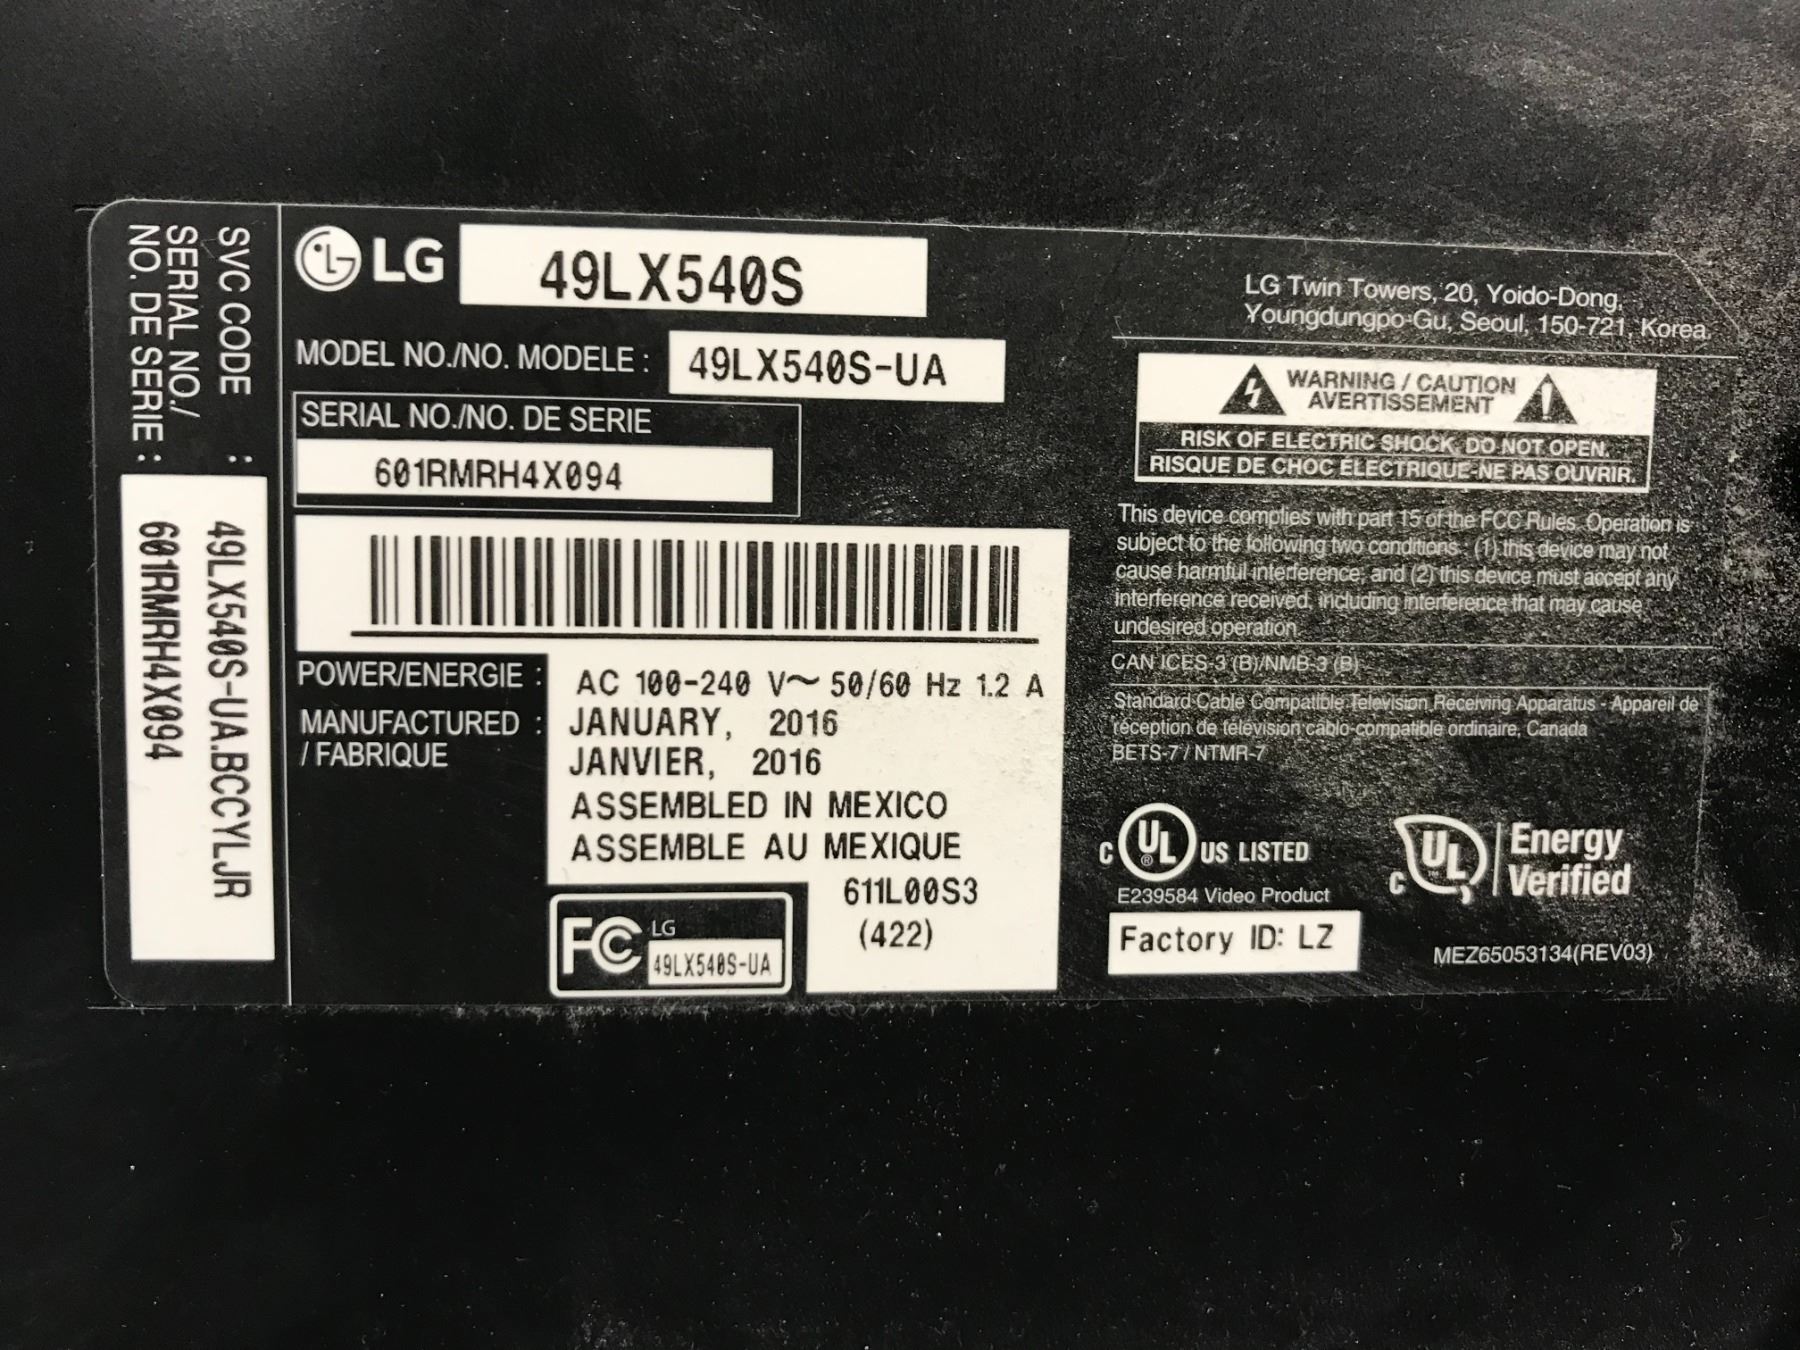 SVC CODE : 49LX540S-UA.BCCYLJR
SERIAL NO./
NO. DE SERIE : 601RMRH4X094
LG 49LX540S
MODEL NO./NO. MODELE : 49LX540S-UA
SERIAL NO./NO. DE SERIE
601RMRH4X094
POWER/ENERGIE : AC 100-240 V~ 50/60 Hz 1.2 A
MANUFACTURED : JANUARY, 2016
/ FABRIQUE JANVIER, 2016
ASSEMBLED IN MEXICO
ASSEMBLE AU MEXIQUE
611L00S3
(422)
FC LG
49LX540S-UA
LG Twin Towers, 20, Yoido-Dong,
Youngdungpo-Gu, Seoul, 150-721, Korea.
WARNING / CAUTION
AVERTISSEMENT
RISK OF ELECTRIC SHOCK, DO NOT OPEN.
RISQUE DE CHOC ELECTRIQUE-NE PAS OUVRIR.
This device complies with part 15 of the FCC Rules. Operation is
subject to the following two conditions : (1) this device may not
cause harmful interference, and (2) this device must accept any
interference received, including interference that may cause
undesired operation.
CAN ICES-3 (B)/NMB-3 (B)
Standard Cable Compatible Television Receiving Apparatus - Appareil de
réception de télévision cablo-compatible ordinaire, Canada
BETS-7 / NTMR-7
C UL ® US LISTED
E239584 Video Product
C UL Energy
Verified
Factory ID: LZ
MEZ65053134(REV03)